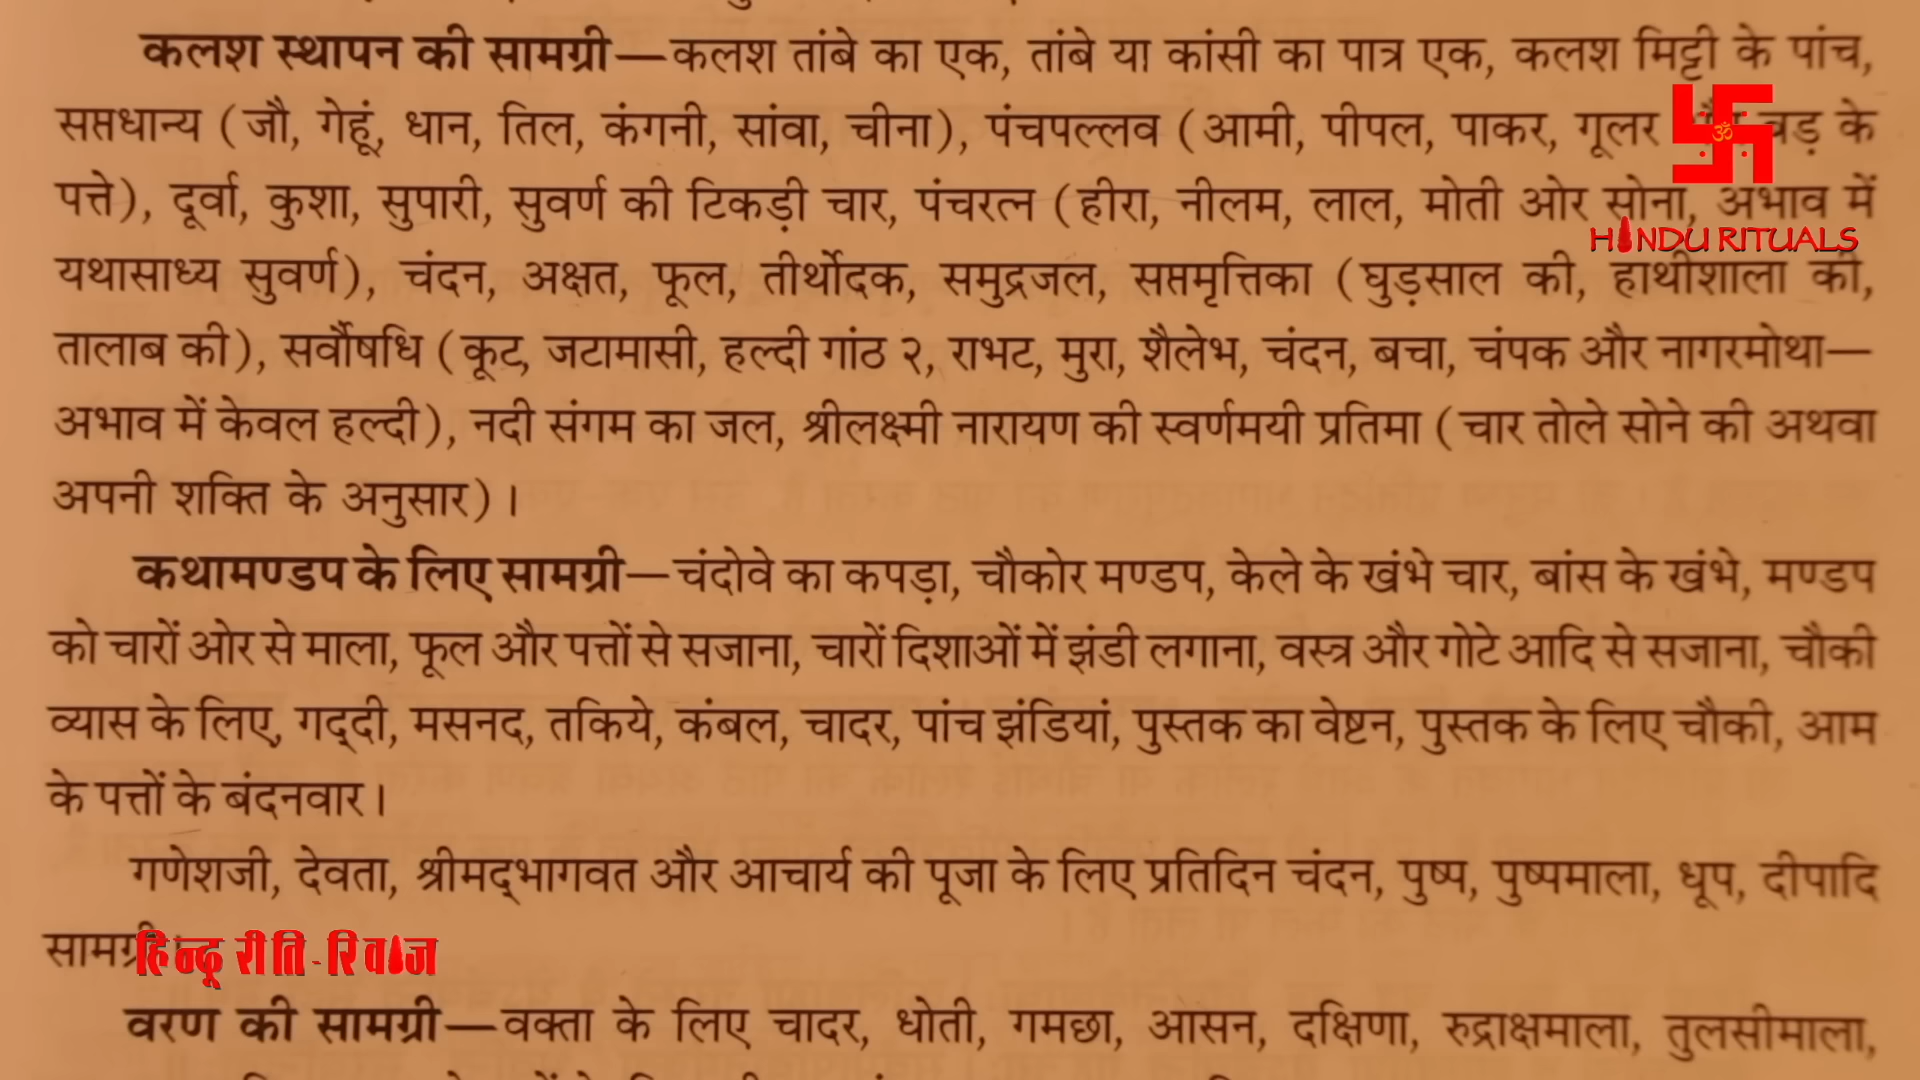 कलश स्थापन की सामग्री—कलश तांबे का एक, तांबे या कांसी का पात्र एक, कलश मिट्टी के पांच,
सप्तधान्य (जौ, गेहूं, धान, तिल, कंगनी, सांवा, चीना), पंचपल्लव (आमी, पीपल, पाकर, गूलर बड़ के
पत्ते), दूर्वा, कुशा, सुपारी, सुवर्ण की टिकड़ी चार, पंचरत्न (हीरा, नीलम, लाल, मोती ओर सोना, अभाव में
HINDU RITUALS
यथासाध्य सुवर्ण), चंदन, अक्षत, फूल, तीर्थोदक, समुद्रजल, सप्तमृत्तिका (घुड़साल की, हाथीशाला की,
तालाब की), सर्वौषधि (कूट, जटामासी, हल्दी गांठ २, राभट, मुरा, शैलेभ, चंदन, बचा, चंपक और नागरमोथा—
अभाव में केवल हल्दी), नदी संगम का जल, श्रीलक्ष्मी नारायण की स्वर्णमयी प्रतिमा (चार तोले सोने की अथवा
अपनी शक्ति के अनुसार)।
कथामण्डप के लिए सामग्री—चंदोवे का कपड़ा, चौकोर मण्डप, केले के खंभे चार, बांस के खंभे, मण्डप
को चारों ओर से माला, फूल और पत्तों से सजाना, चारों दिशाओं में झंडी लगाना, वस्त्र और गोटे आदि से सजाना, चौकी
व्यास के लिए, गद्दी, मसनद, तकिये, कंबल, चादर, पांच झंडियां, पुस्तक का वेष्टन, पुस्तक के लिए चौकी, आम
के पत्तों के बंदनवार।
गणेशजी, देवता, श्रीमद्भागवत और आचार्य की पूजा के लिए प्रतिदिन चंदन, पुष्प, पुष्पमाला, धूप, दीपादि
सामग्री
हिन्दू रीति-रिवाज
वरण की सामग्री—वक्ता के लिए चादर, धोती, गमछा, आसन, दक्षिणा, रुद्राक्षमाला, तुलसीमाला,